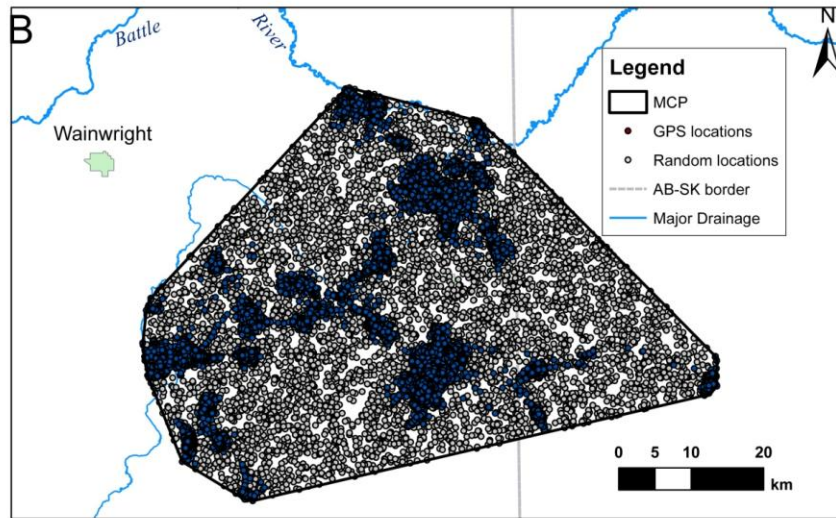 B
Battle
River
N
Wainwright
Legend
MCP
GPS locations
Random locations
AB-SK border
Major Drainage
0 5 10 20
km